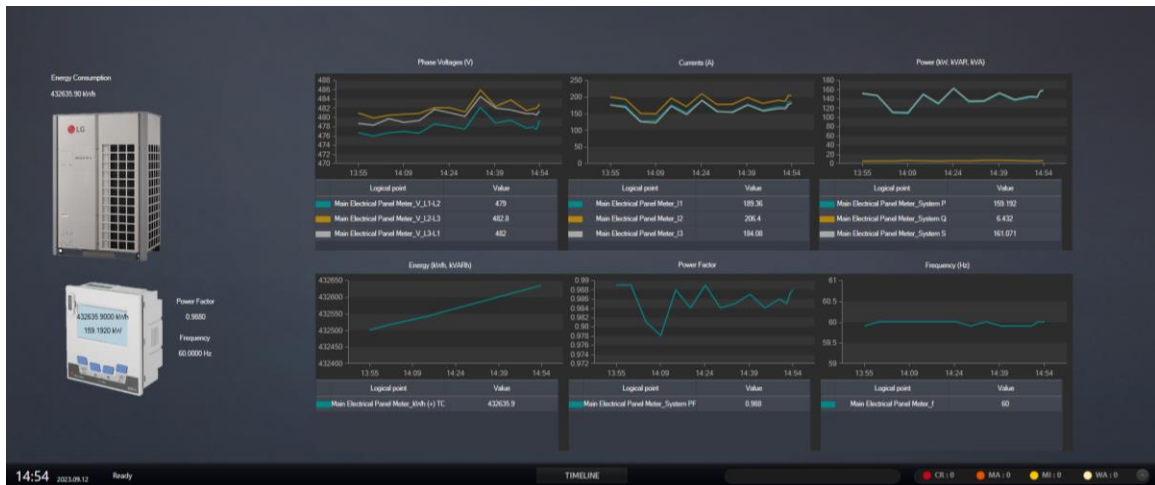 Energy Consumption
432635.90 kWh
LG
432635.9000 kWh
159.1920 kW
Power Factor
0.9880
Frequency
60.0000 Hz
Phase Voltages (V)
488
486
484
482
480
478
476
474
472
470
13:55 14:09 14:24 14:39 14:54
Logical point Value
Main Electrical Panel Meter_V_L1-L2 479
Main Electrical Panel Meter_V_L2-L3 482.8
Main Electrical Panel Meter_V_L3-L1 482
Currents (A)
250
200
150
100
50
0
13:55 14:09 14:24 14:39 14:54
Logical point Value
Main Electrical Panel Meter_I1 189.36
Main Electrical Panel Meter_I2 206.4
Main Electrical Panel Meter_I3 184.08
Power (kW, kVAR, kVA)
180
160
140
120
100
80
60
40
20
0
13:55 14:09 14:24 14:39 14:54
Logical point Value
Main Electrical Panel Meter_System P 159.192
Main Electrical Panel Meter_System Q 6.432
Main Electrical Panel Meter_System S 161.071
Energy (kWh, kVARh)
432650
432600
432550
432500
432450
432400
13:55 14:09 14:24 14:39 14:54
Logical point Value
Main Electrical Panel Meter_kWh (+) TC 432635.9
Power Factor
0.99
0.988
0.986
0.984
0.982
0.98
0.978
0.976
0.974
0.972
13:55 14:09 14:24 14:39 14:54
Logical point Value
Main Electrical Panel Meter_System PF 0.988
Frequency (Hz)
61
60.5
60
59.5
59
13:55 14:09 14:24 14:39 14:54
Logical point Value
Main Electrical Panel Meter_f 60
14:54 2023.09.12 Ready TIMELINE CR : 0 MA : 0 MI : 0 WA : 0